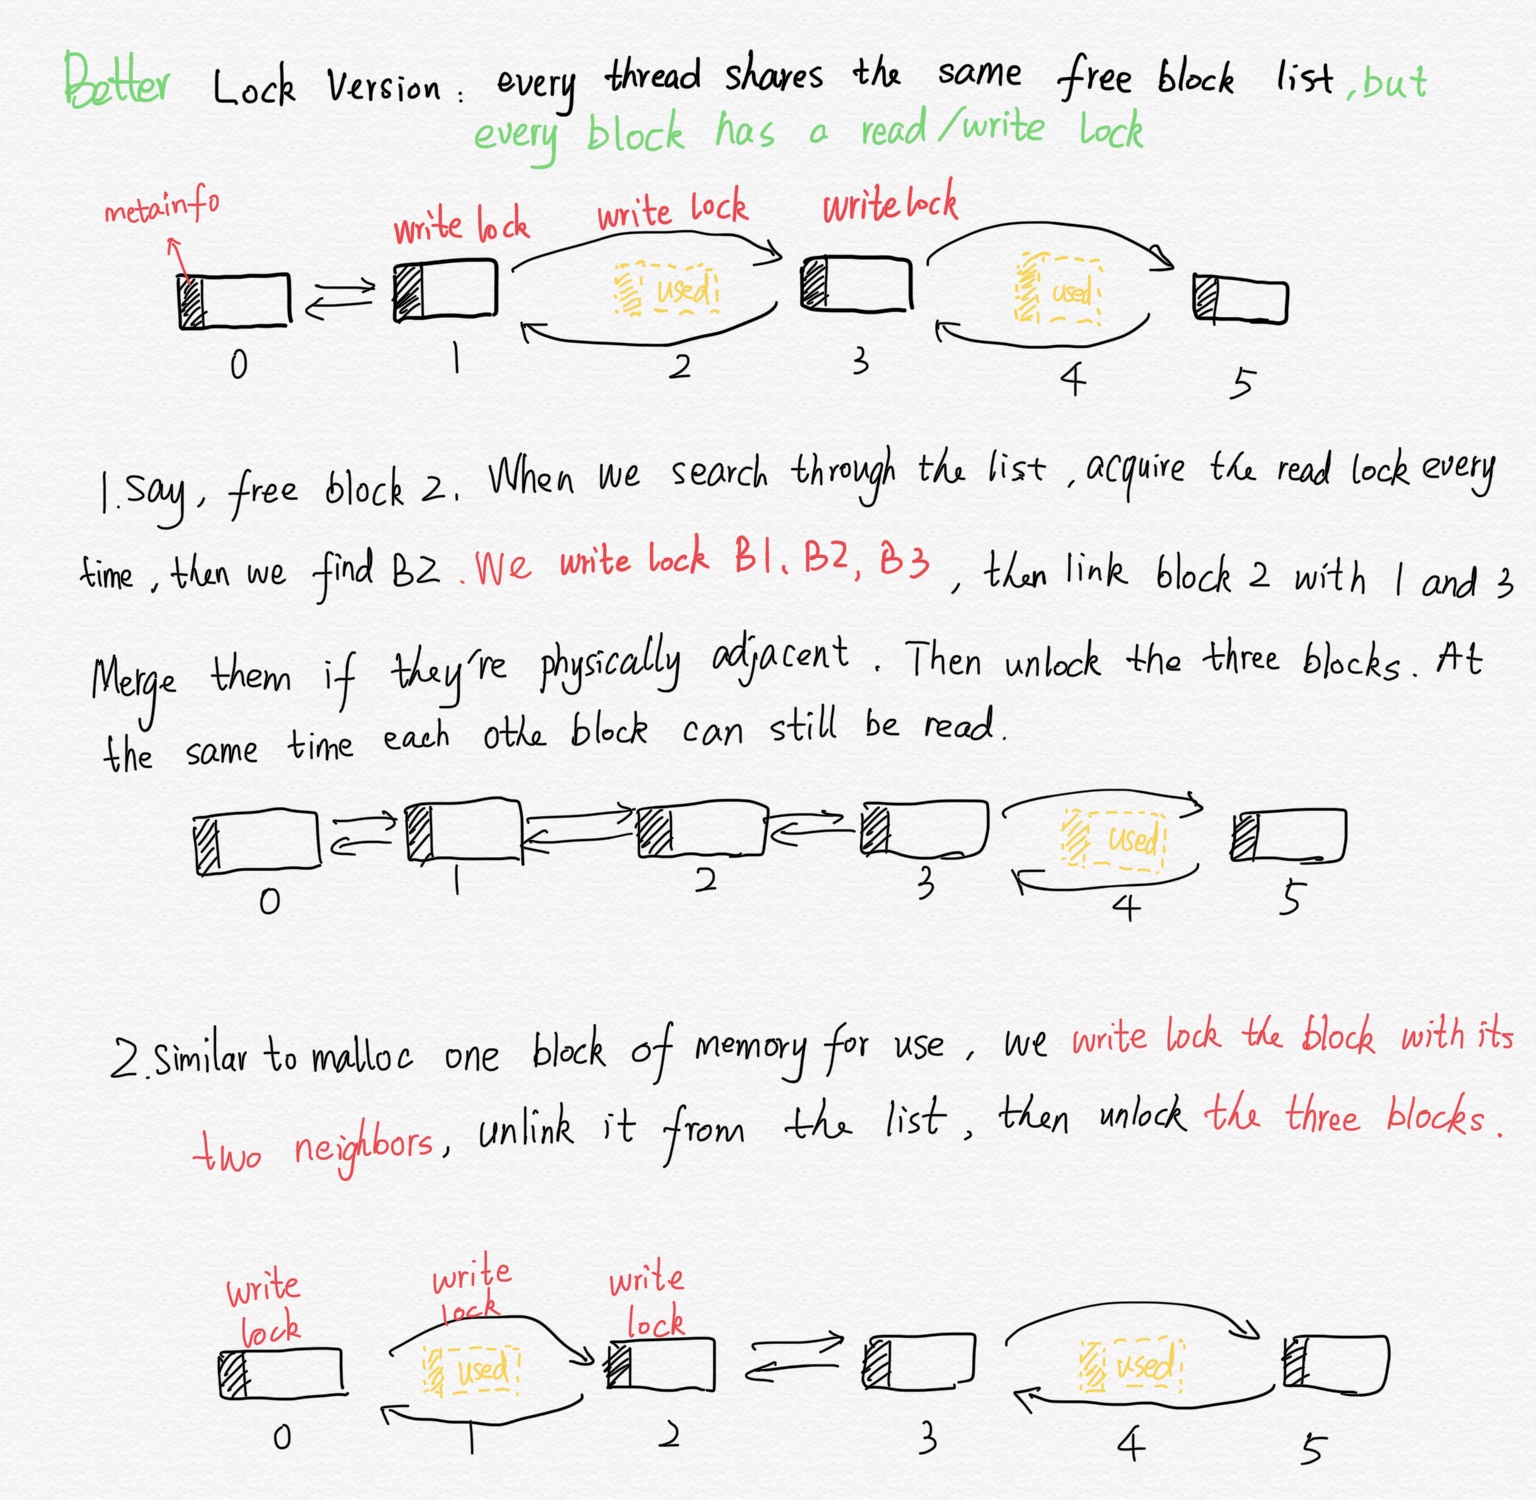 Better Lock Version: every thread shares the same free block list, but
every block has a read/write lock
metainfo
write lock write lock write lock
used used
0 1 2 3 4 5
1. Say, free block 2. When we search through the list, acquire the read lock every
time, then we find B2. We write lock B1, B2, B3, then link block 2 with 1 and 3
Merge them if they're physically adjacent. Then unlock the three blocks. At
the same time each othe block can still be read.
used
0 1 2 3 4 5
2. Similar to malloc one block of memory for use, we write lock the block with its
two neighbors, unlink it from the list, then unlock the three blocks.
write write write
lock lock lock
used used
0 1 2 3 4 5